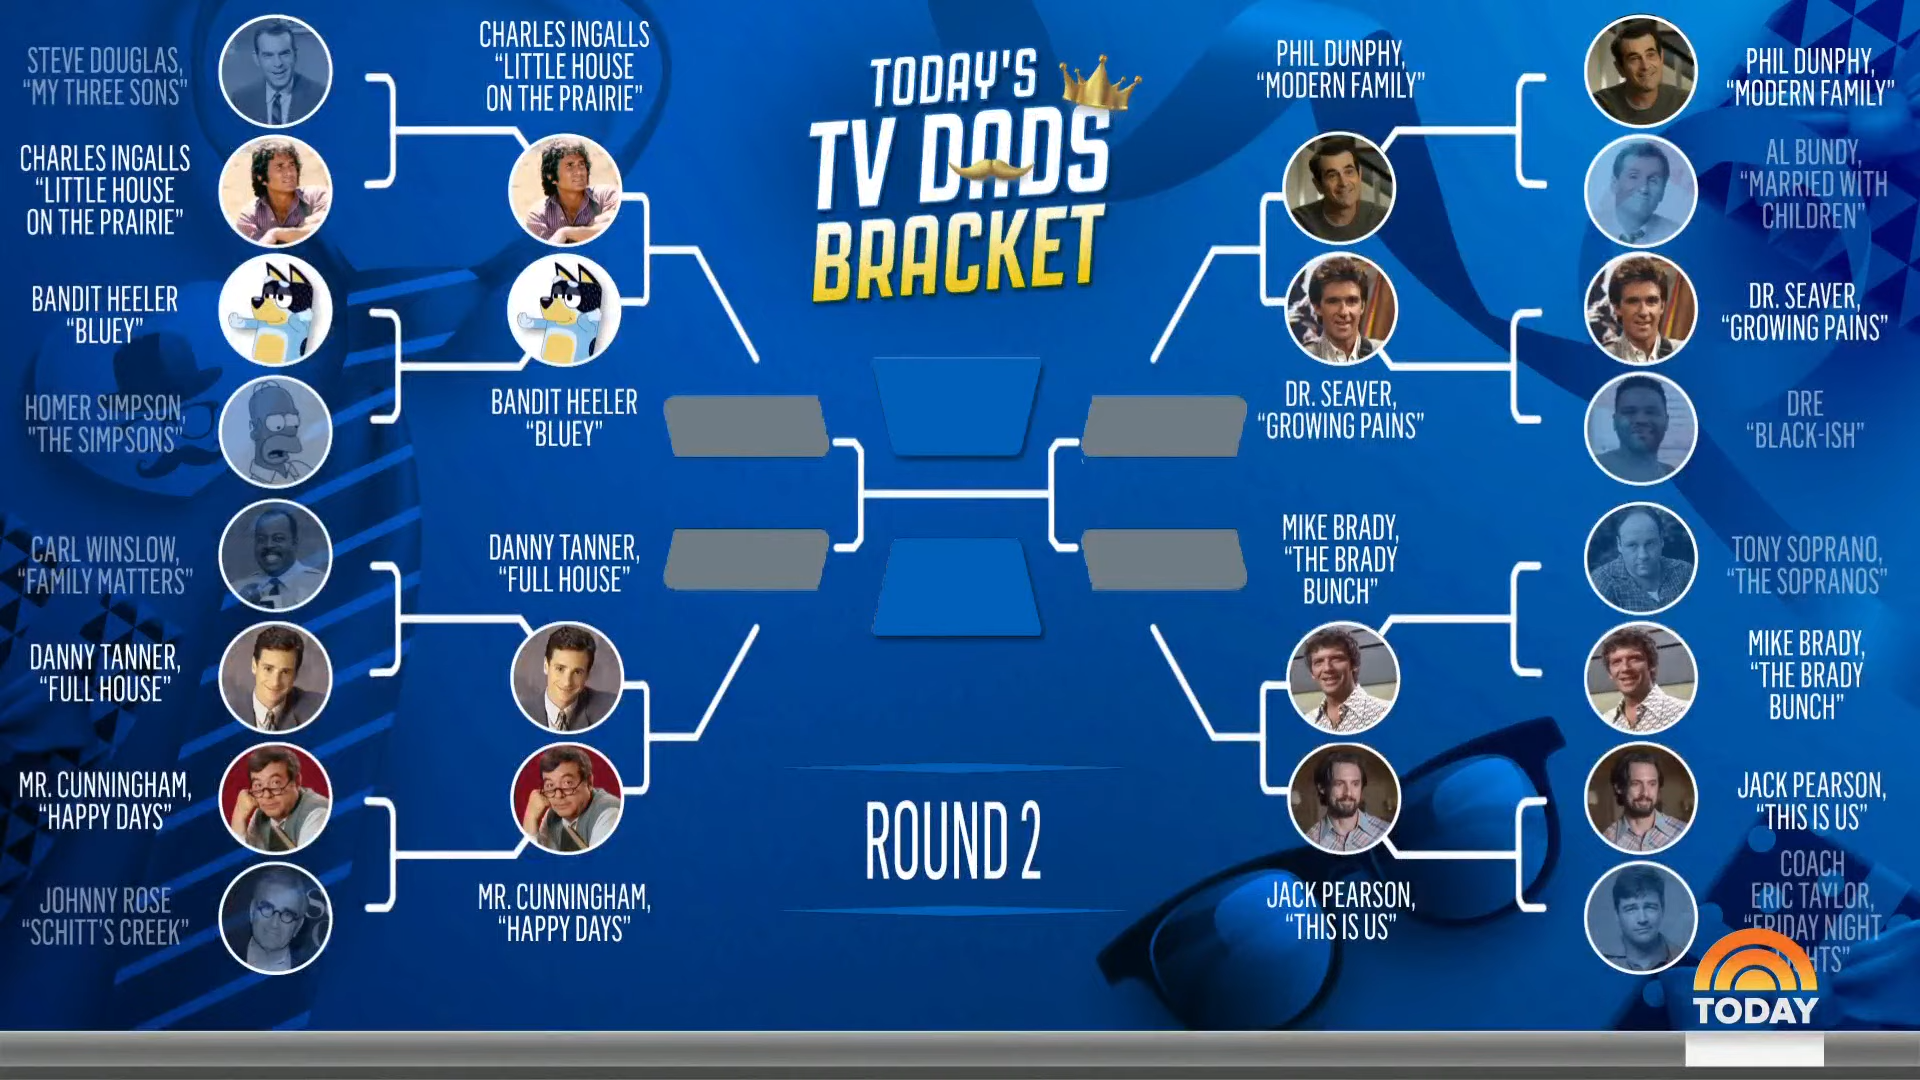 STEVE DOUGLAS,
"MY THREE SONS"
CHARLES INGALLS
"LITTLE HOUSE
ON THE PRAIRIE"
BANDIT HEELER
"BLUEY"
HOMER SIMPSON,
"THE SIMPSONS"
CARL WINSLOW,
"FAMILY MATTERS"
DANNY TANNER,
"FULL HOUSE"
MR. CUNNINGHAM,
"HAPPY DAYS"
JOHNNY ROSE
"SCHITT'S CREEK"
CHARLES INGALLS
"LITTLE HOUSE
ON THE PRAIRIE"
BANDIT HEELER
"BLUEY"
DANNY TANNER,
"FULL HOUSE"
MR. CUNNINGHAM,
"HAPPY DAYS"
TODAY'S
TV DADS
BRACKET
ROUND 2
PHIL DUNPHY,
"MODERN FAMILY"
DR. SEAVER,
"GROWING PAINS"
MIKE BRADY,
"THE BRADY
BUNCH"
JACK PEARSON,
"THIS IS US"
PHIL DUNPHY,
"MODERN FAMILY"
AL BUNDY,
"MARRIED WITH
CHILDREN"
DR. SEAVER,
"GROWING PAINS"
DRE
"BLACK-ISH"
TONY SOPRANO,
"THE SOPRANOS"
MIKE BRADY,
"THE BRADY
BUNCH"
JACK PEARSON,
"THIS IS US"
COACH
ERIC TAYLOR,
"FRIDAY NIGHT
TODAY